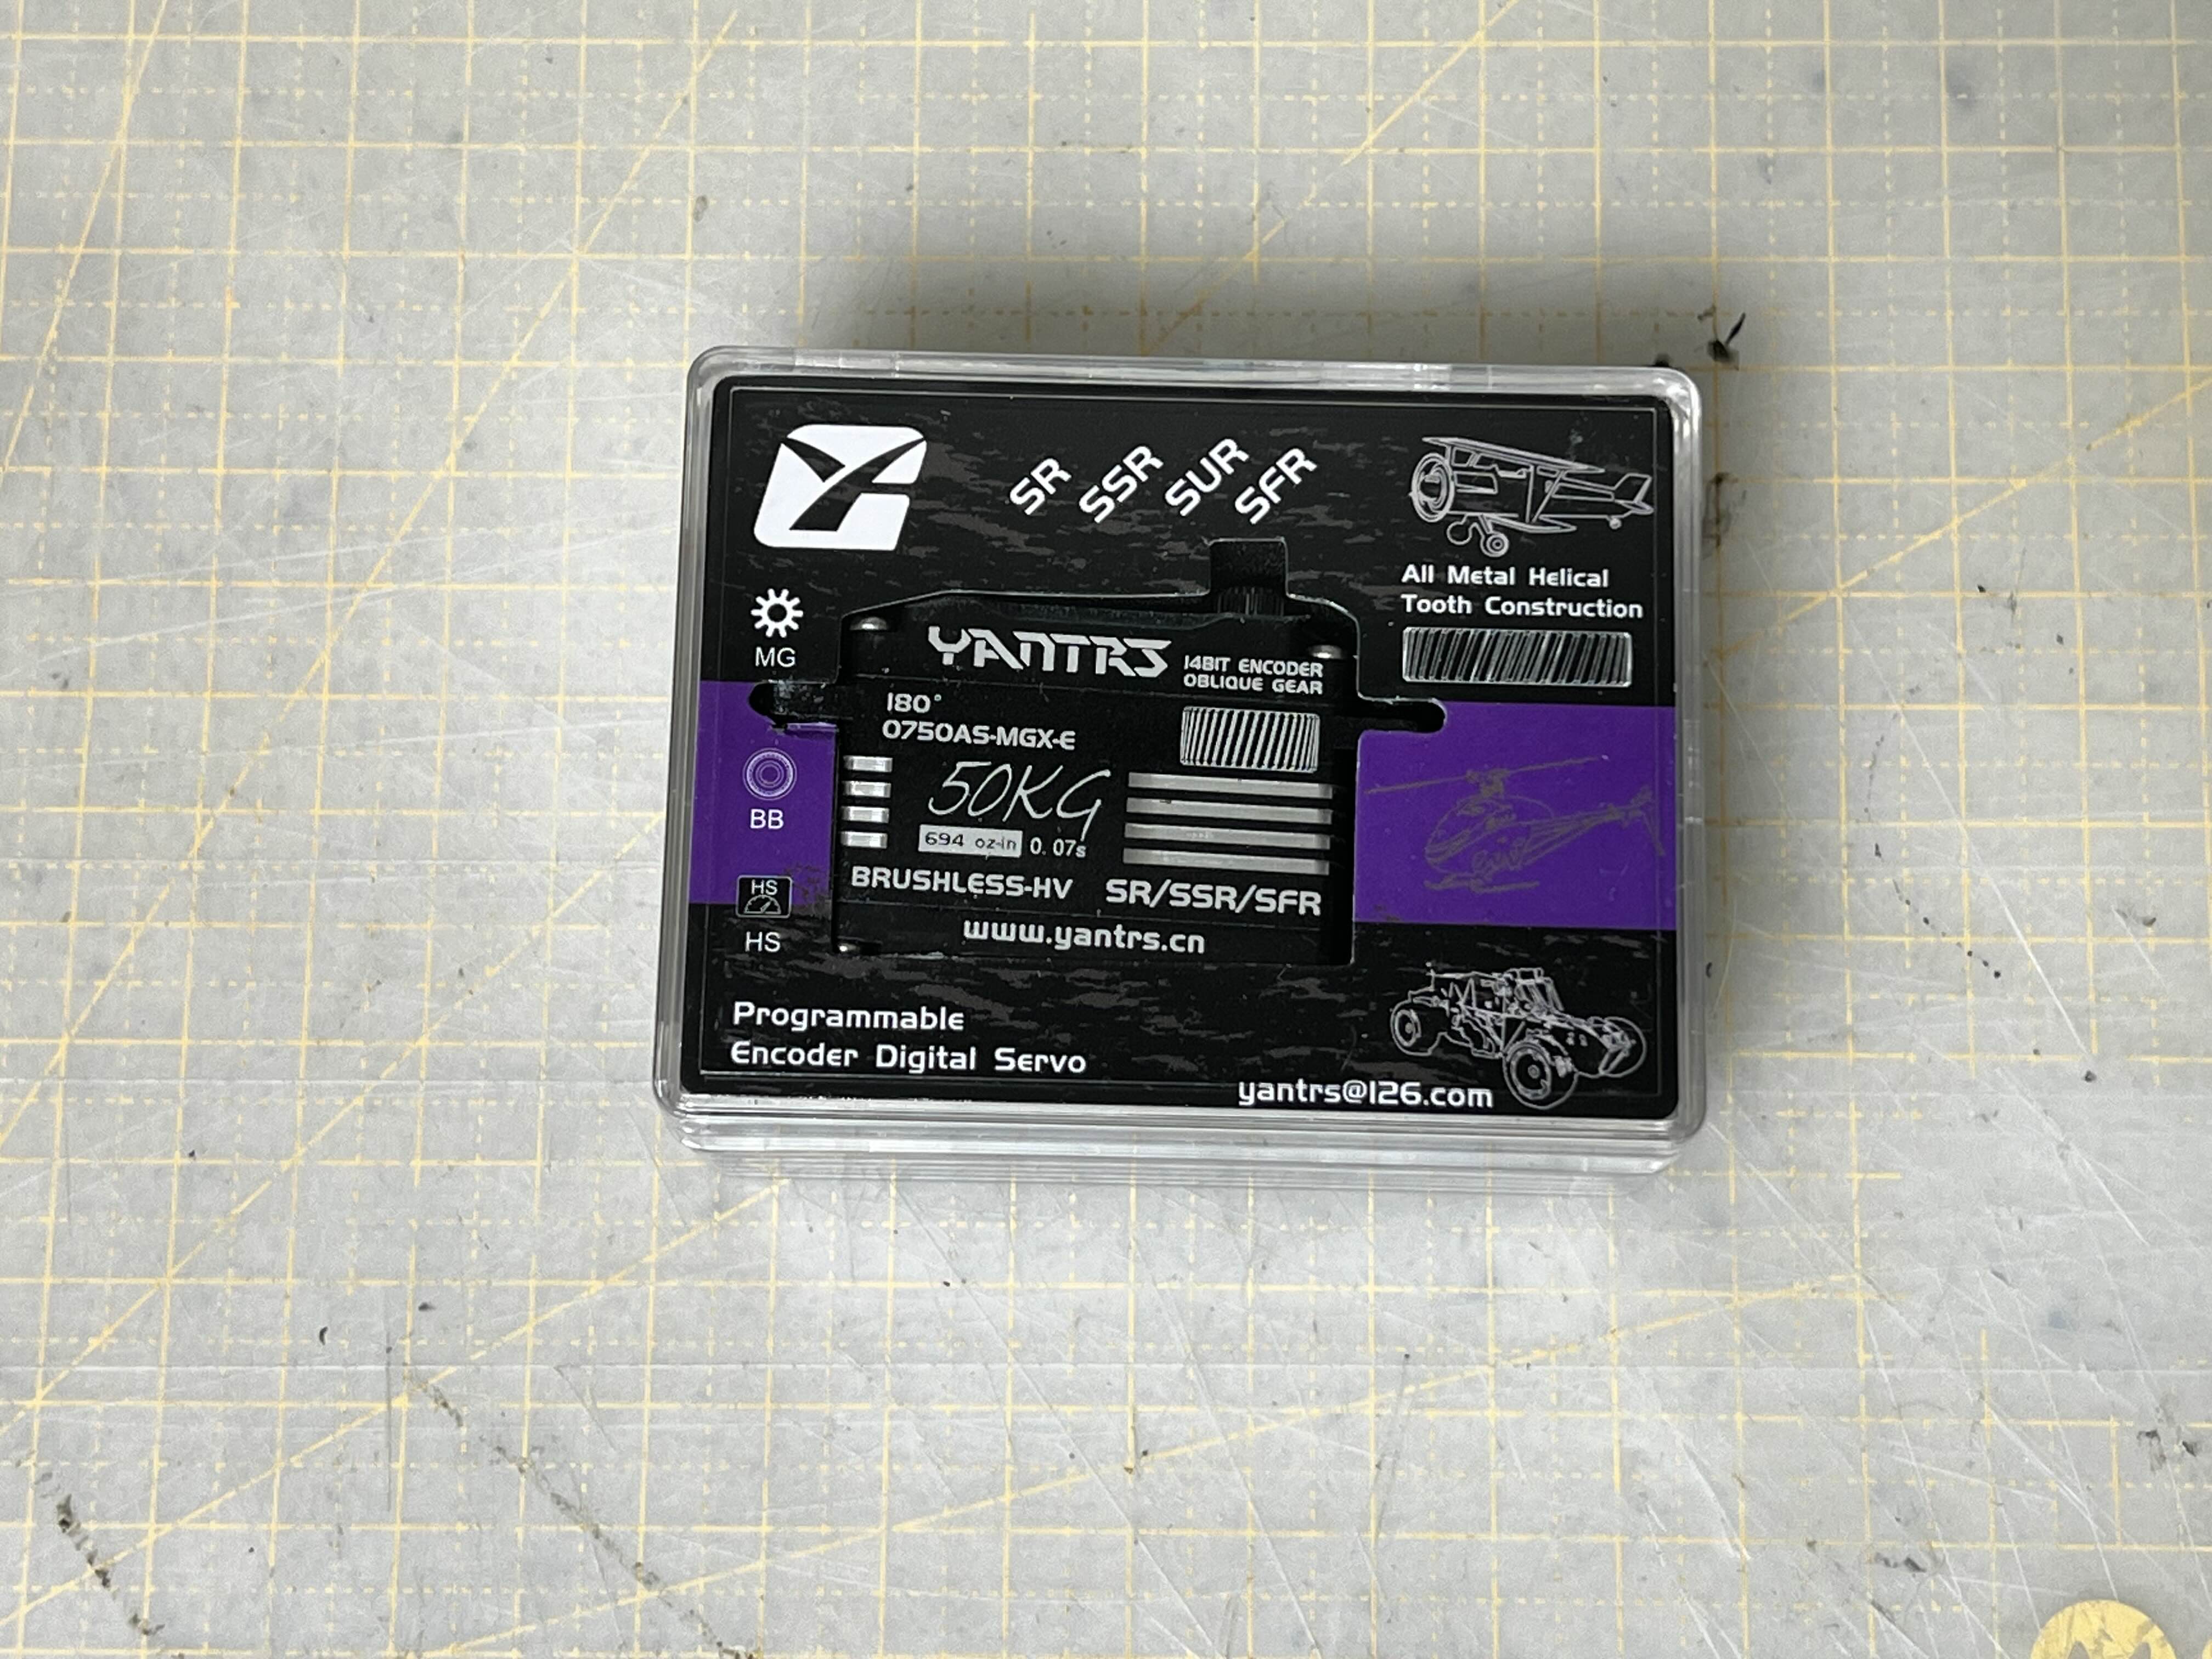 SR SSR SUR SFR
All Metal Helical
Tooth Construction
MG
YANTRS
14BIT ENCODER
OBLIQUE GEAR
180°
0750AS-MGX-E
50KG
694 oz-in 0.07s
BB
BRUSHLESS-HV SR/SSR/SFR
HS
HS
www.yantrs.cn
Programmable
Encoder Digital Servo
yantrs@126.com